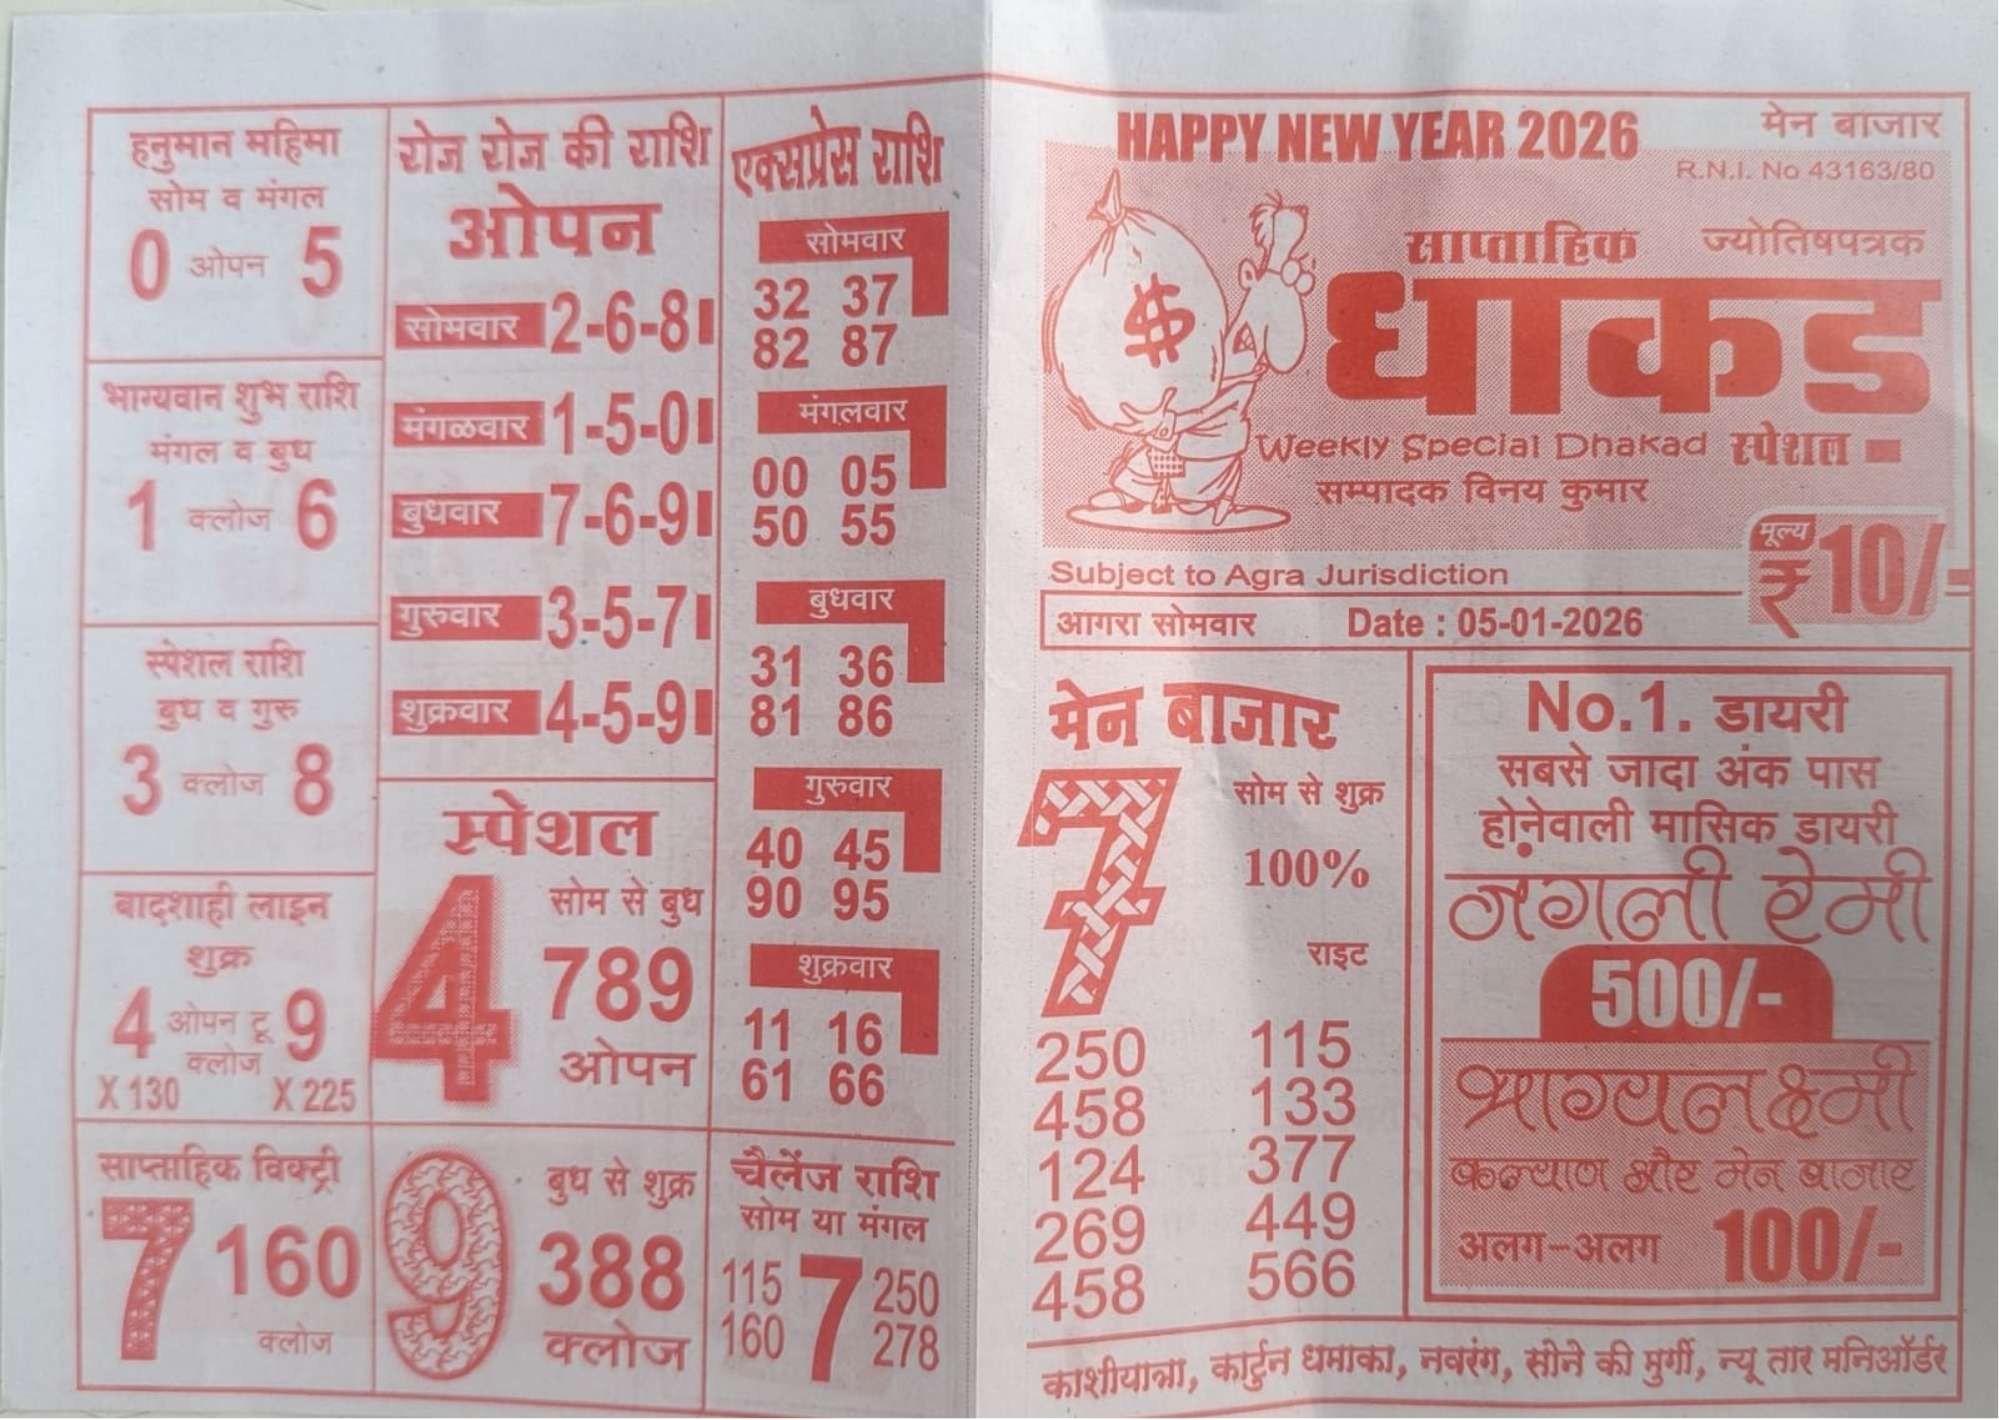 हनुमान महिमा
सोम व मंगल
0 ओपन 5
भाग्यवान शुभ राशि
मंगल व बुध
1 क्लोज 6
स्पेशल राशि
बुध व गुरु
3 क्लोज 8
बादशाही लाइन
शुक्र
4 ओपन टू क्लोज 9
X 130 X 225
साप्ताहिक विक्ट्री
7 160
क्लोज
रोज रोज की राशि
ओपन
सोमवार 2-6-8
मंगळवार 1-5-0
बुधवार 7-6-9
गुरुवार 3-5-7
शुक्रवार 4-5-9
स्पेशल
4 सोम से बुध
789
ओपन
9 बुध से शुक्र
388
क्लोज
एक्सप्रेस राशि
सोमवार
32 37
82 87
मंगलवार
00 05
50 55
बुधवार
31 36
81 86
गुरुवार
40 45
90 95
शुक्रवार
11 16
61 66
चैलेंज राशि
सोम या मंगल
115 7 250
160 278
HAPPY NEW YEAR 2026
मेन बाजार
R.N.I. No 43163/80
साप्ताहिक ज्योतिषपत्रक
$
धाकड
Weekly Special Dhakad स्पेशल
सम्पादक विनय कुमार
मूल्य
₹10/-
Subject to Agra Jurisdiction
आगरा सोमवार Date : 05-01-2026
मेन बाजार
7 सोम से शुक्र
100%
राइट
250 115
458 133
124 377
269 449
458 566
No.1. डायरी
सबसे जादा अंक पास
होनेवाली मासिक डायरी
जंगली रेमी
500/-
भाग्यलक्ष्मी
कल्याण और मेन बाजार
अलग-अलग 100/-
काशीयात्रा, कार्टुन धमाका, नवरंग, सोने की मुर्गी, न्यू तार मनिऑर्डर